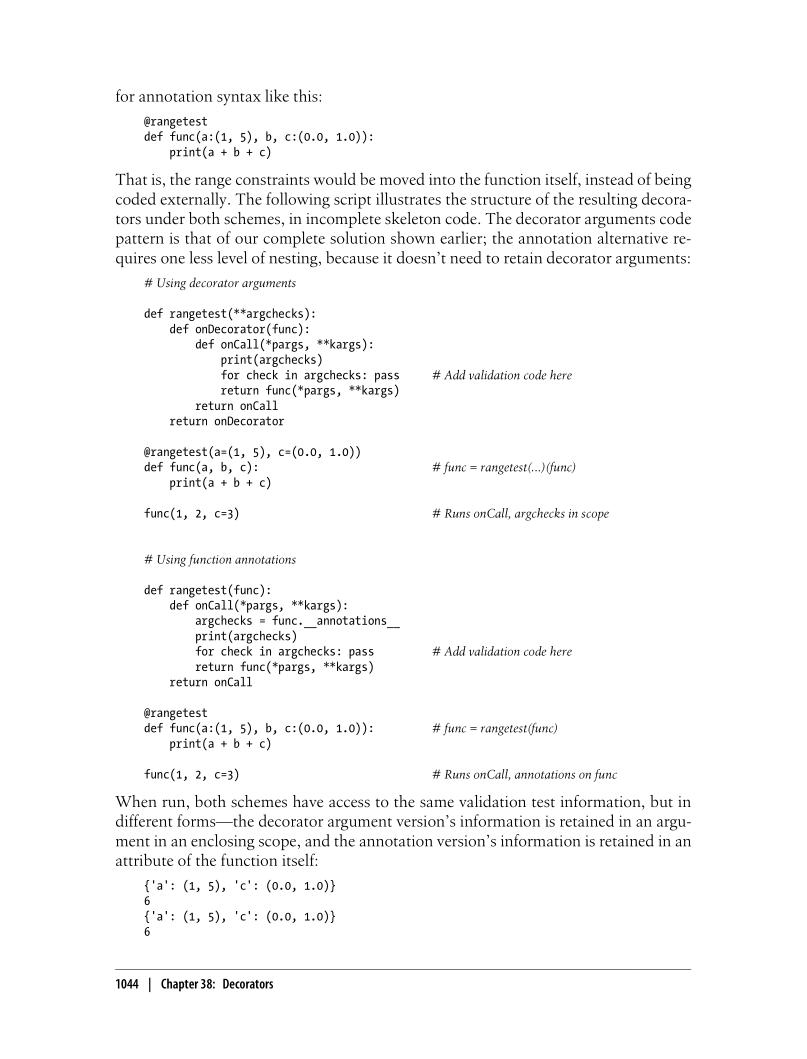 for annotation syntax like this:
@rangetest
def func(a:(1, 5), b, c:(0.0, 1.0)):
    print(a + b + c)
That is, the range constraints would be moved into the function itself, instead of being
coded externally. The following script illustrates the structure of the resulting decora-
tors under both schemes, in incomplete skeleton code. The decorator arguments code
pattern is that of our complete solution shown earlier; the annotation alternative re-
quires one less level of nesting, because it doesn't need to retain decorator arguments:
# Using decorator arguments
def rangetest(**argchecks):
    def onDecorator(func):
        def onCall(*pargs, **kargs):
            print(argchecks)
            for check in argchecks: pass     # Add validation code here
            return func(*pargs, **kargs)
        return onCall
    return onDecorator
@rangetest(a=(1, 5), c=(0.0, 1.0))
def func(a, b, c):     # func = rangetest(...)(func)
    print(a + b + c)
func(1, 2, c=3)     # Runs onCall, argchecks in scope
# Using function annotations
def rangetest(func):
    def onCall(*pargs, **kargs):
        argchecks = func.__annotations__
        print(argchecks)
        for check in argchecks: pass     # Add validation code here
        return func(*pargs, **kargs)
    return onCall
@rangetest
def func(a:(1, 5), b, c:(0.0, 1.0)):     # func = rangetest(func)
    print(a + b + c)
func(1, 2, c=3)     # Runs onCall, annotations on func
When run, both schemes have access to the same validation test information, but in
different forms—the decorator argument version's information is retained in an argu-
ment in an enclosing scope, and the annotation version's information is retained in an
attribute of the function itself:
{'a': (1, 5), 'c': (0.0, 1.0)}
6
{'a': (1, 5), 'c': (0.0, 1.0)}
6
1044 | Chapter 38: Decorators